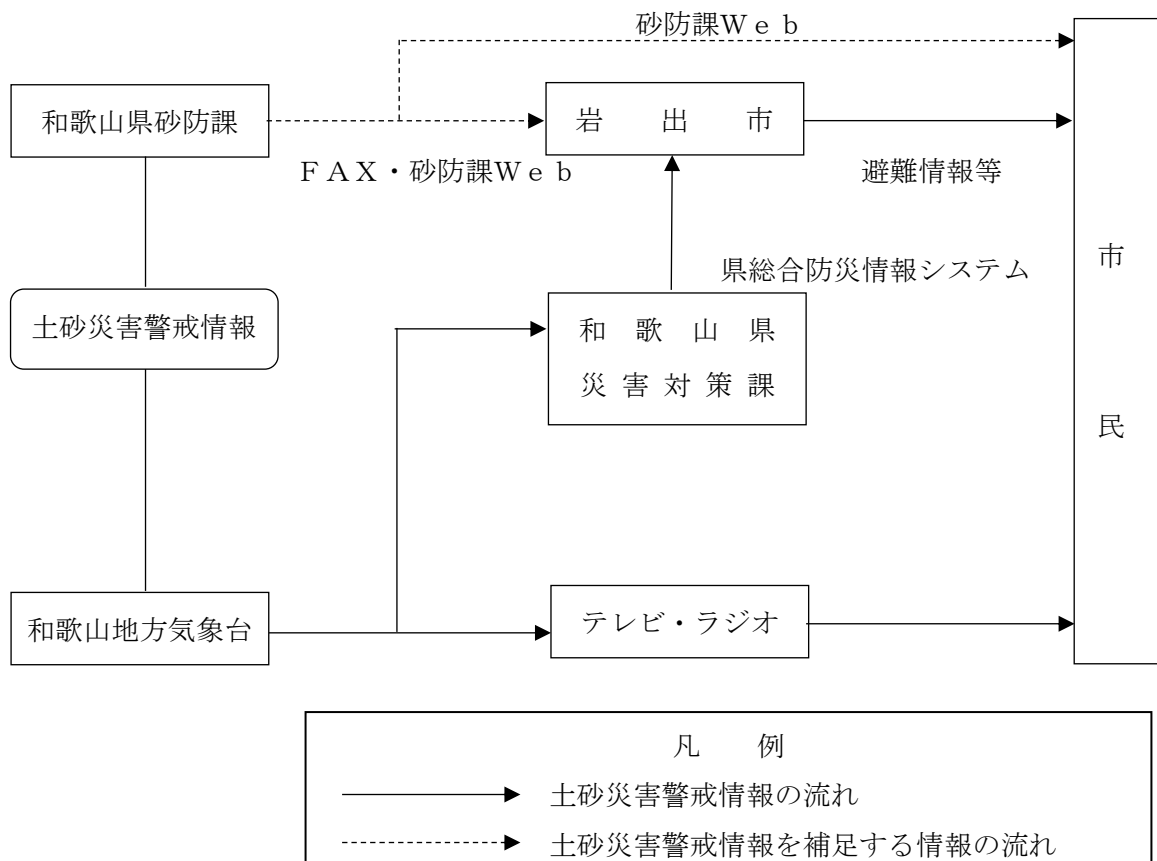 砂防課Ｗｅｂ
和歌山県砂防課
岩出市
ＦＡＸ・砂防課Ｗｅｂ
避難情報等
県総合防災情報システム
土砂災害警戒情報
和歌山県
災害対策課
市民
和歌山地方気象台
テレビ・ラジオ
凡例
土砂災害警戒情報の流れ
土砂災害警戒情報を補足する情報の流れ